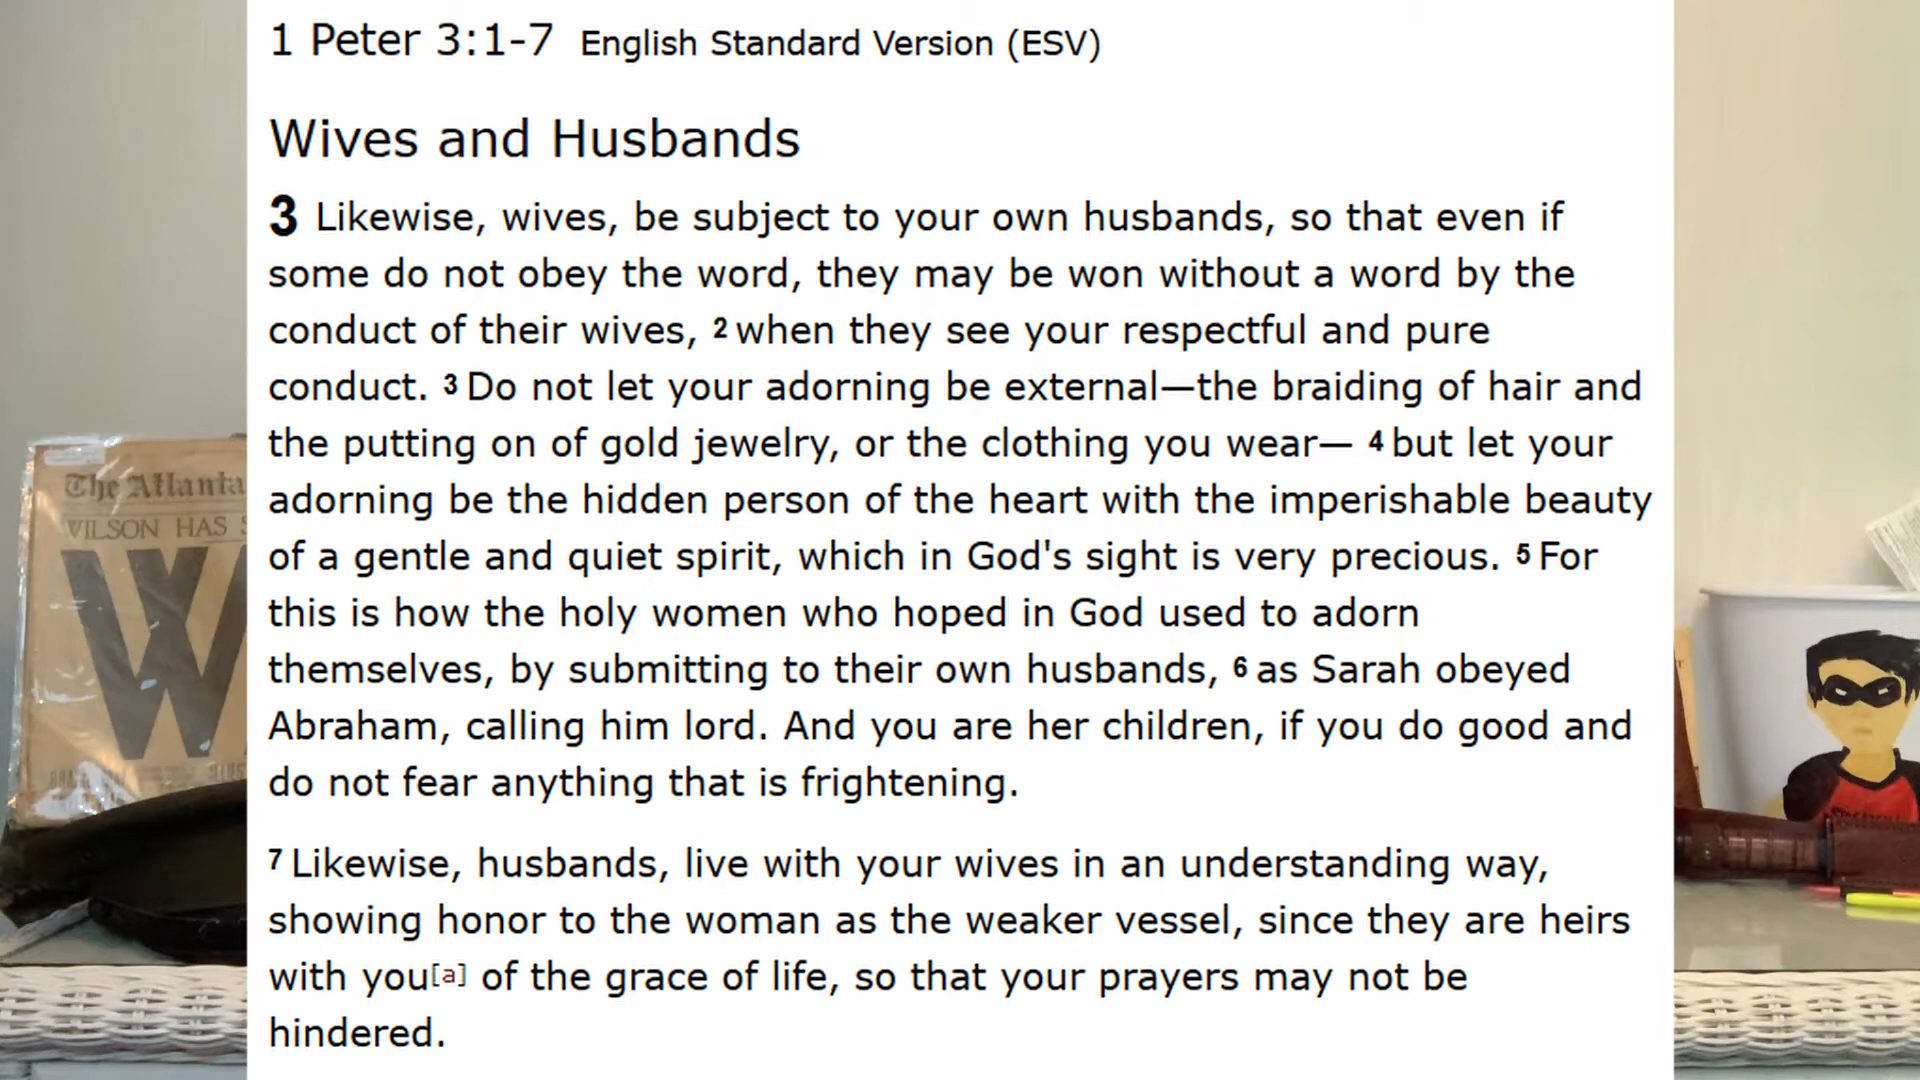 1 Peter 3:1-7 English Standard Version (ESV)
Wives and Husbands
3 Likewise, wives, be subject to your own husbands, so that even if
some do not obey the word, they may be won without a word by the
conduct of their wives, 2 when they see your respectful and pure
conduct. 3 Do not let your adorning be external—the braiding of hair and
the putting on of gold jewelry, or the clothing you wear— 4 but let your
adorning be the hidden person of the heart with the imperishable beauty
of a gentle and quiet spirit, which in God's sight is very precious. 5 For
this is how the holy women who hoped in God used to adorn
themselves, by submitting to their own husbands, 6 as Sarah obeyed
Abraham, calling him lord. And you are her children, if you do good and
do not fear anything that is frightening.
7 Likewise, husbands, live with your wives in an understanding way,
showing honor to the woman as the weaker vessel, since they are heirs
with you[a] of the grace of life, so that your prayers may not be
hindered.
The Atlanta
WILSON HAS
W